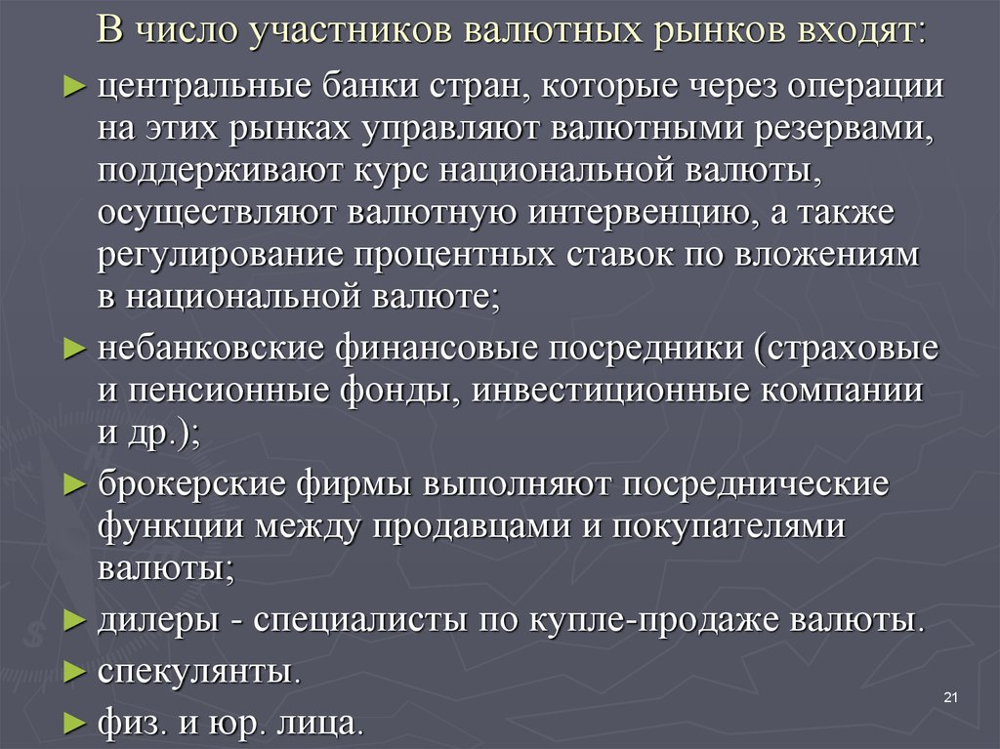 В число участников валютных рынков входят:
► центральные банки стран, которые через операции
на этих рынках управляют валютными резервами,
поддерживают курс национальной валюты,
осуществляют валютную интервенцию, а также
регулирование процентных ставок по вложениям
в национальной валюте;
► небанковские финансовые посредники (страховые
и пенсионные фонды, инвестиционные компании
и др.);
► брокерские фирмы выполняют посреднические
функции между продавцами и покупателями
валюты;
► дилеры - специалисты по купле-продаже валюты.
► спекулянты.
► физ. и юр. лица.
21